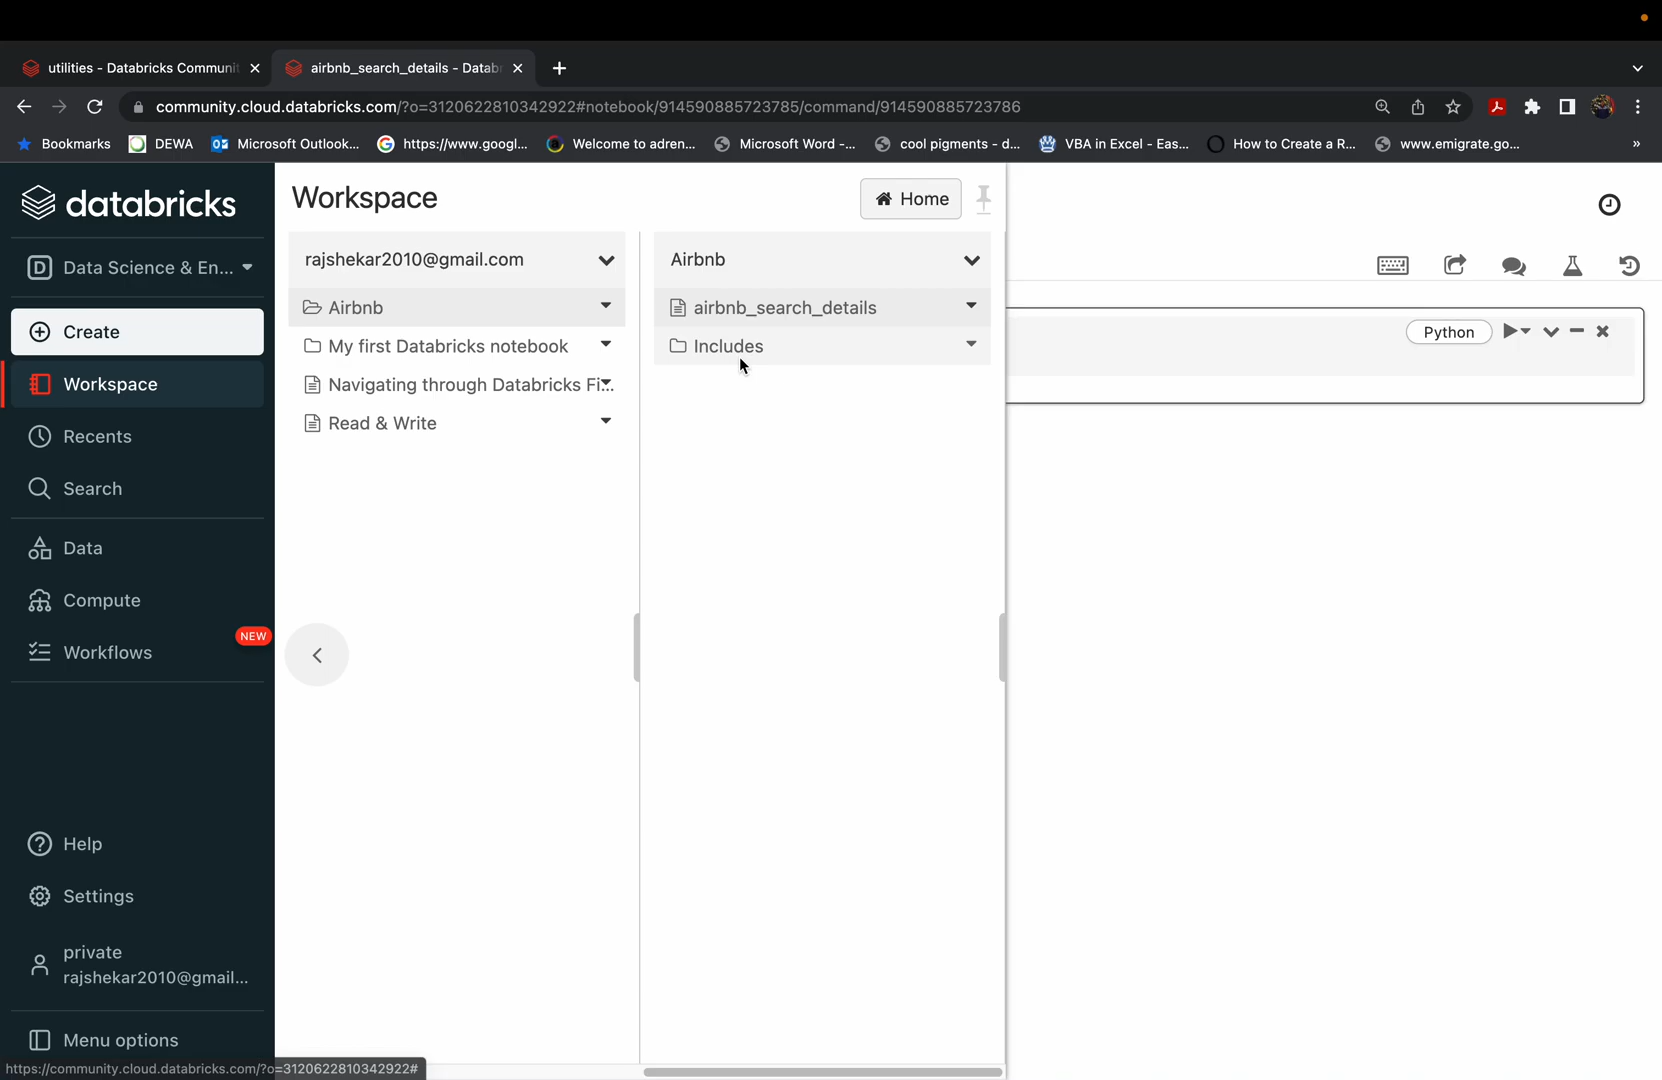 utilities - Databricks Communit
airbnb_search_details - Datab
community.cloud.databricks.com/?o=3120622810342922#notebook/914590885723785/command/914590885723786
Bookmarks
DEWA
Microsoft Outlook...
https://www.googl...
Welcome to adren...
Microsoft Word -...
cool pigments - d...
VBA in Excel - Eas...
How to Create a R...
www.emigrate.go...
»
databricks
D Data Science & En...
Create
Workspace
Recents
Search
Data
Compute
NEW
Workflows
Help
Settings
private
rajshekar2010@gmail...
Menu options
https://community.cloud.databricks.com/?o=3120622810342922#
Workspace
Home
rajshekar2010@gmail.com
Airbnb
My first Databricks notebook
Navigating through Databricks Fi...
Read & Write
Airbnb
airbnb_search_details
Includes
Python